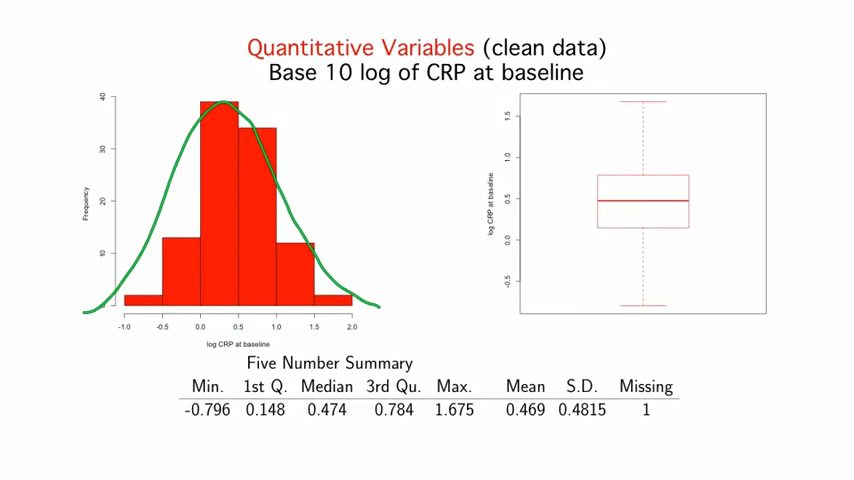 Quantitative Variables (clean data)
Base 10 log of CRP at baseline
40
30
20
10
Frequency
-1.0 -0.5 0.0 0.5 1.0 1.5 2.0
log CRP at baseline
1.5
1.0
0.5
0.0
-0.5
log CRP at baseline
Five Number Summary
Min. 1st Q. Median 3rd Qu. Max. Mean S.D. Missing
-0.796 0.148 0.474 0.784 1.675 0.469 0.4815 1